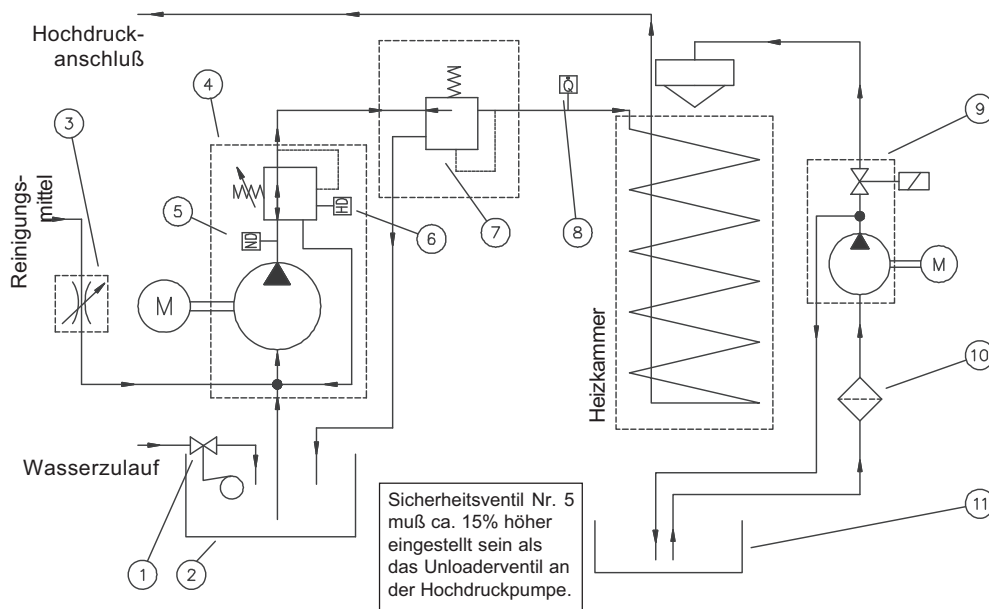 Hochdruck-
anschluß
3
4
Q
9
Reinigungs-
mittel
5
ND
HD
6
7
8
M
M
Heizkammer
10
Wasserzulauf
1
2
Sicherheitsventil Nr. 5
muß ca. 15% höher
eingestellt sein als
das Unloaderventil an
der Hochdruckpumpe.
11